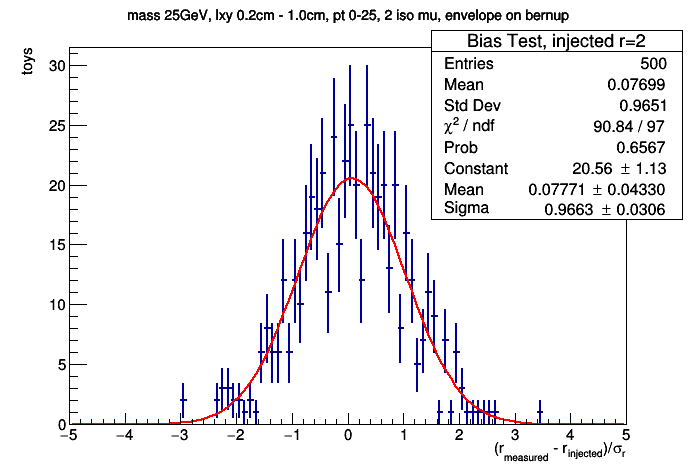 mass 25GeV, lxy 0.2cm - 1.0cm, pt 0-25, 2 iso mu, envelope on bernup
Bias Test, injected r=2
Entries 500
Mean 0.07699
Std Dev 0.9651
χ² / ndf 90.84 / 97
Prob 0.6567
Constant 20.56 ± 1.13
Mean 0.07771 ± 0.04330
Sigma 0.9663 ± 0.0306
toys
30
25
20
15
10
5
0
−5 −4 −3 −2 −1 0 1 2 3 4 5
(r_measured - r_injected)/σ_r